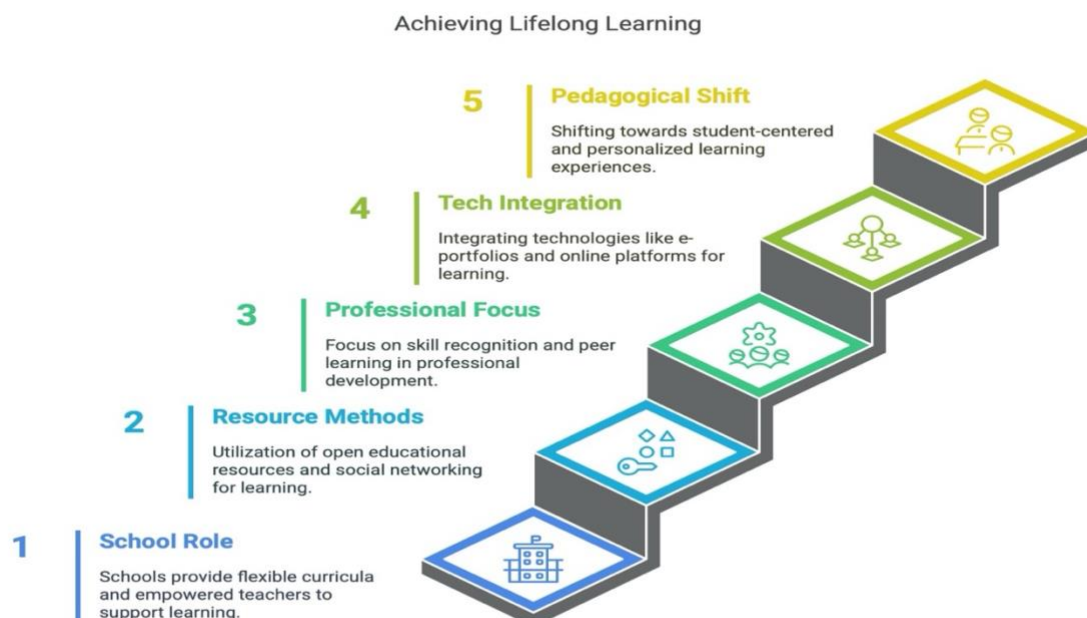 Achieving Lifelong Learning
5
Pedagogical Shift
Shifting towards student-centered
and personalized learning
experiences.
4
Tech Integration
Integrating technologies like e-
portfolios and online platforms for
learning.
3
Professional Focus
Focus on skill recognition and peer
learning in professional
development.
2
Resource Methods
Utilization of open educational
resources and social networking
for learning.
1
School Role
Schools provide flexible curricula
and empowered teachers to
support learning.